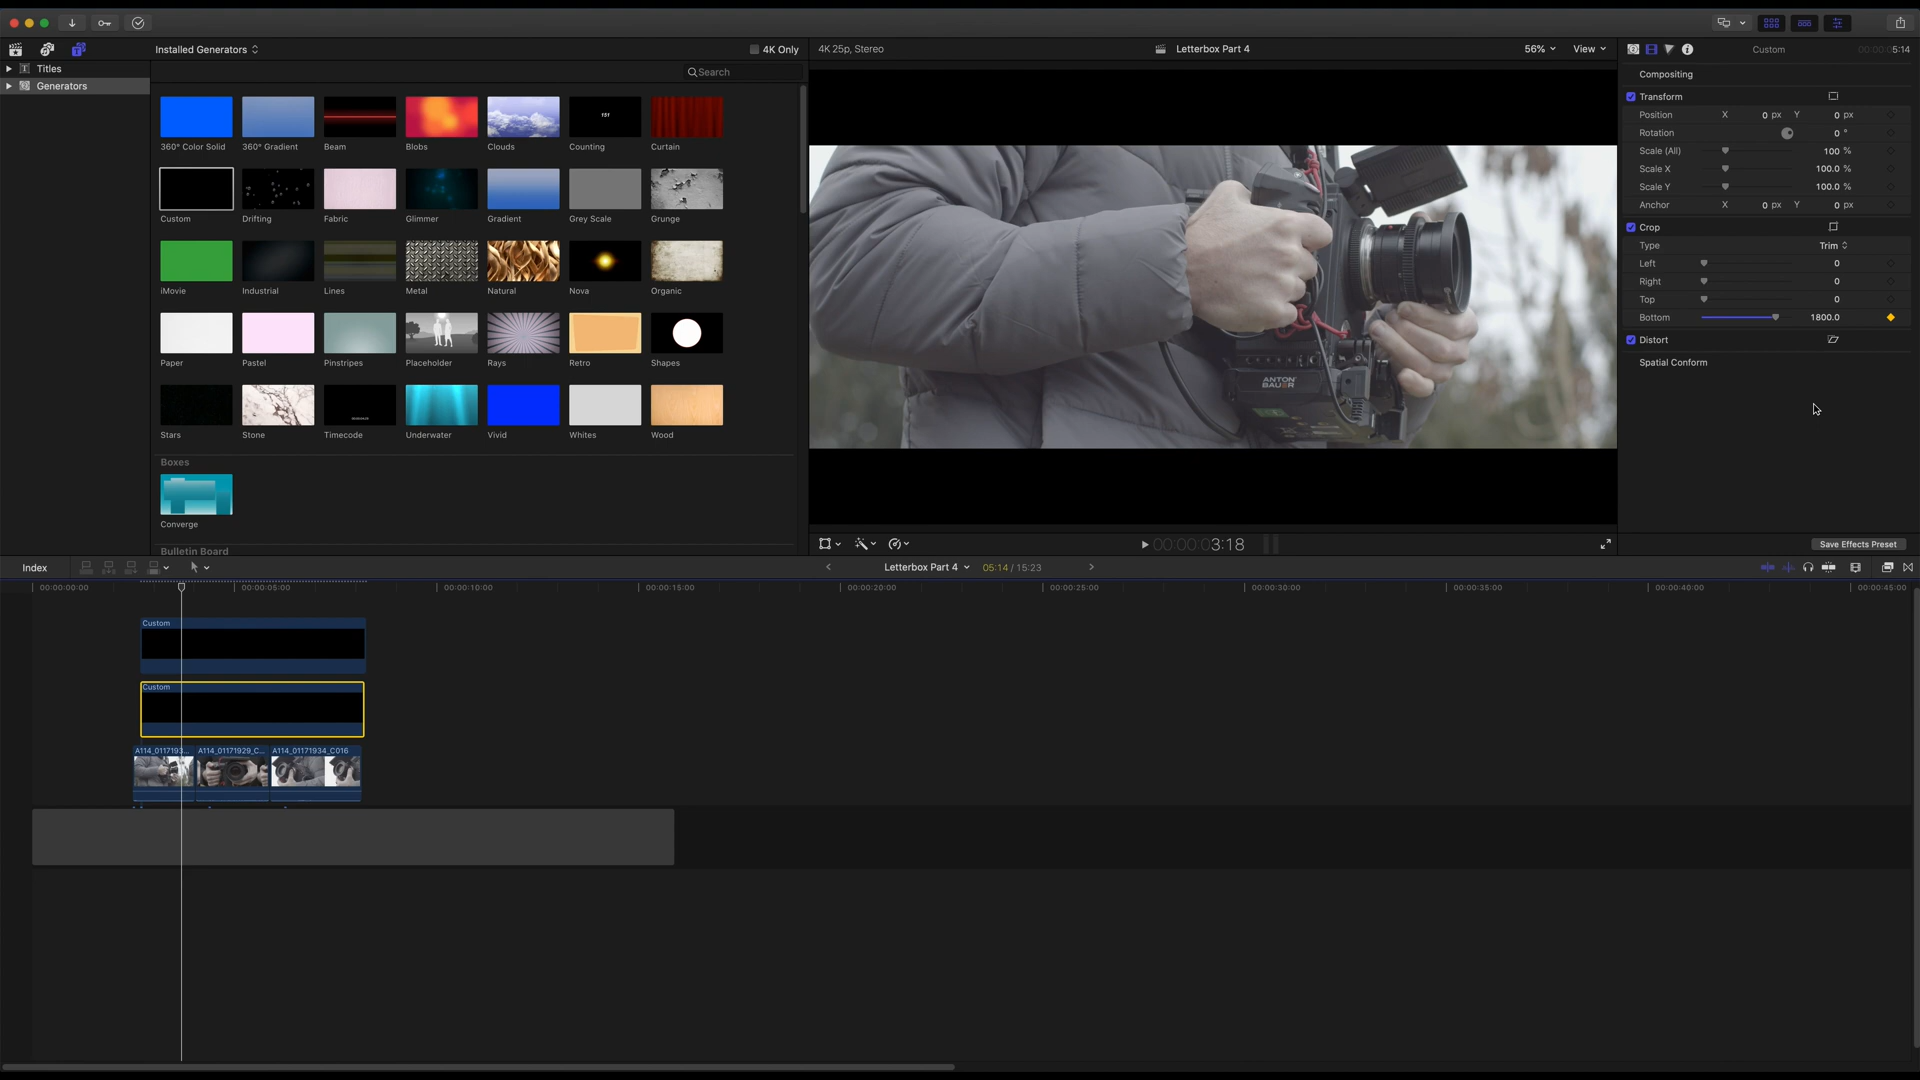 Installed Generators
4K Only
4K 25p, Stereo
Letterbox Part 4
56%
View
Custom
5:14
Titles
Generators
Search
360° Color Solid
360° Gradient
Beam
Blobs
Clouds
Counting
Curtain
Custom
Drifting
Fabric
Glimmer
Gradient
Grey Scale
Grunge
iMovie
Industrial
Lines
Metal
Natural
Nova
Organic
Paper
Pastel
Pinstripes
Placeholder
Rays
Retro
Shapes
Stars
Stone
Timecode
Underwater
Vivid
Whites
Wood
Boxes
Converge
Bulletin Board
ANTON
BAUER
Compositing
Transform
Position X 0 px Y 0 px
Rotation 0 °
Scale (All) 100 %
Scale X 100.0 %
Scale Y 100.0 %
Anchor X 0 px Y 0 px
Crop
Type Trim
Left 0
Right 0
Top 0
Bottom 1800.0
Distort
Spatial Conform
00:00:00:03:18
Save Effects Preset
Index
Letterbox Part 4
05:14 / 15:23
00:00:00:00
00:00:05:00
00:00:10:00
00:00:15:00
00:00:20:00
00:00:25:00
00:00:30:00
00:00:35:00
00:00:40:00
00:00:45:00
Custom
Custom
A114_0117193...
A114_01171929_C...
A114_01171934_C016